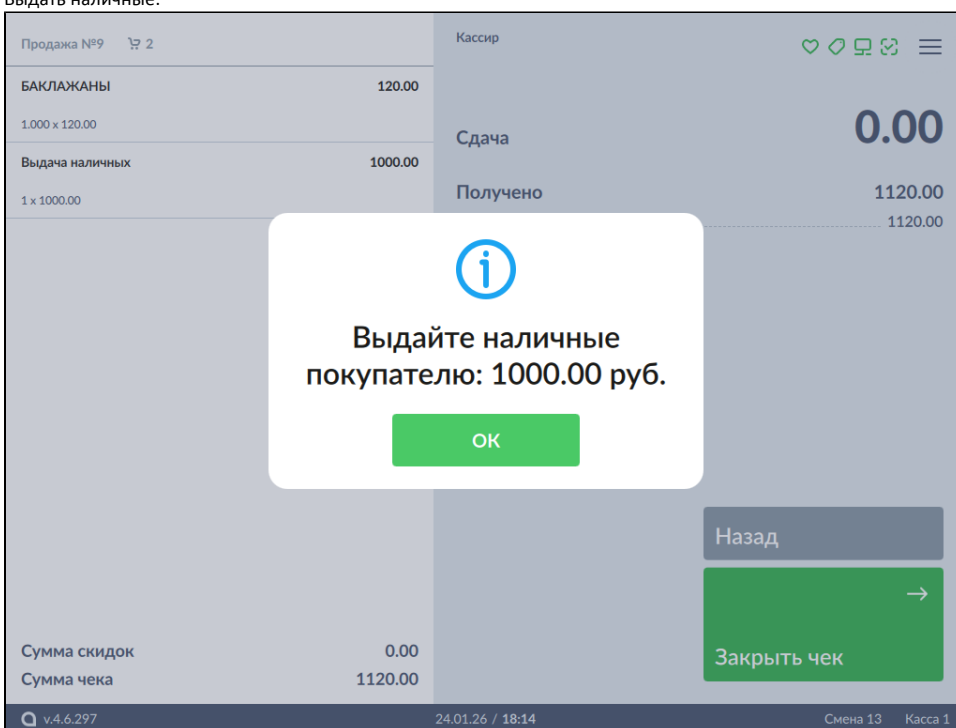 Выдать наличные.
Продажа №9 2
Кассир
БАКЛАЖАНЫ 120.00
1.000 x 120.00
Выдача наличных 1000.00
1 x 1000.00
Сдача 0.00
Получено 1120.00
1120.00
Выдайте наличные
покупателю: 1000.00 руб.
ОК
Назад
Закрыть чек
Сумма скидок 0.00
Сумма чека 1120.00
v.4.6.297 24.01.26 / 18:14 Смена 13 Касса 1